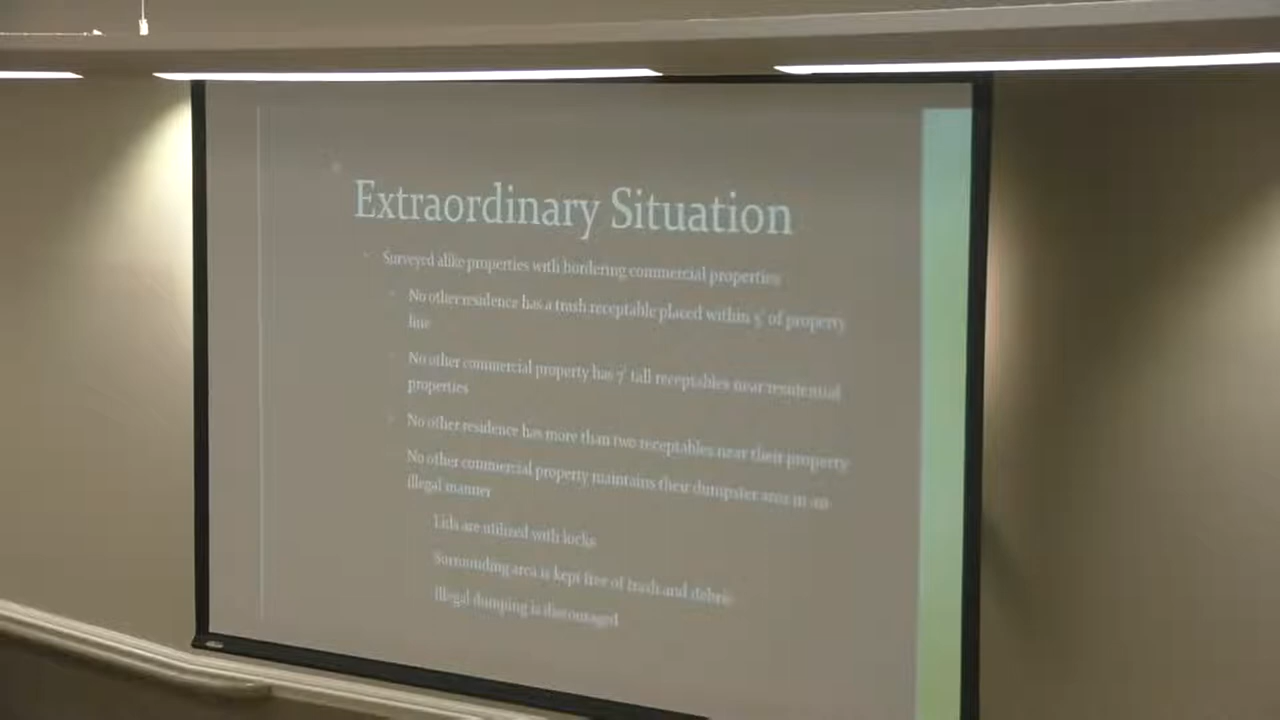 Extraordinary Situation
Surveyed alike properties with bordering commercial properties
No other residence has a trash receptable placed within 5' of property
line
No other commercial property has 7' tall receptables near residential
properties
No other residence has more than two receptables near their property
No other commercial property maintains their dumpster area in an
illegal manner
Lids are utilized with locks
Surrounding area is kept free of trash and debris
Illegal dumping is discouraged